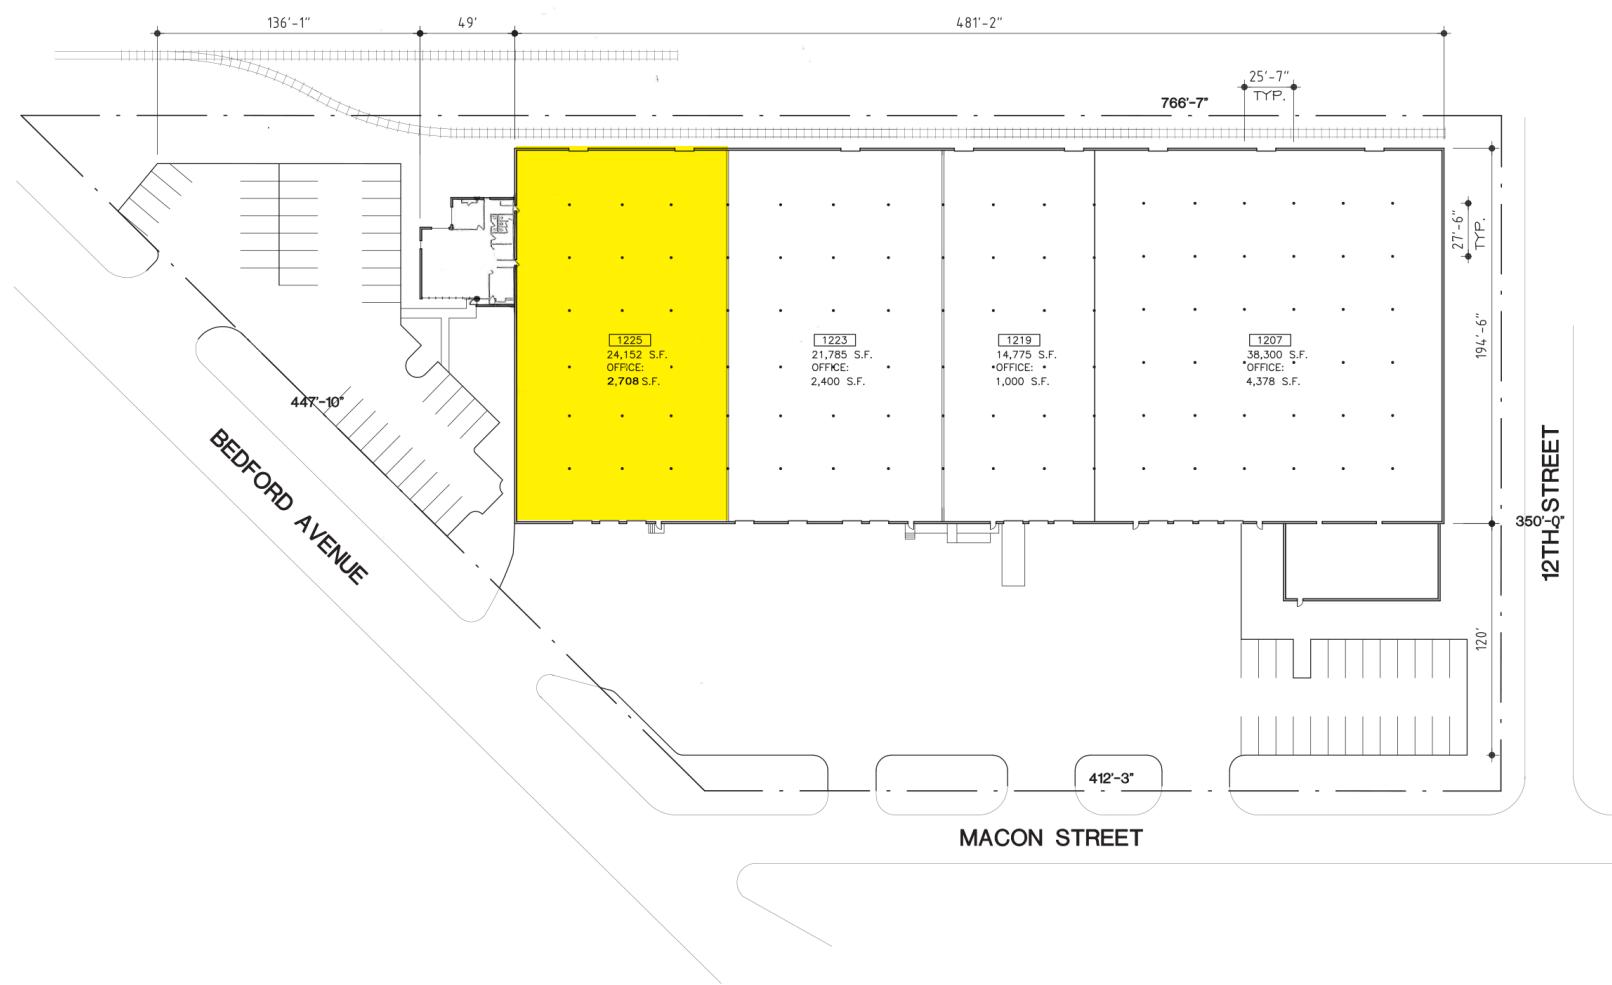 136'-1"
49'
481'-2"
25'-7"
TYP.
766'-7"
27'-6"
TYP.
194'-6"
1225
24,152 S.F.
OFFICE:
2,708 S.F.
1223
21,785 S.F.
OFFICE:
2,400 S.F.
1219
14,775 S.F.
OFFICE:
1,000 S.F.
1207
38,300 S.F.
OFFICE:
4,378 S.F.
447'-10"
BEDFORD AVENUE
12TH STREET
350'-0"
120'
412'-3"
MACON STREET